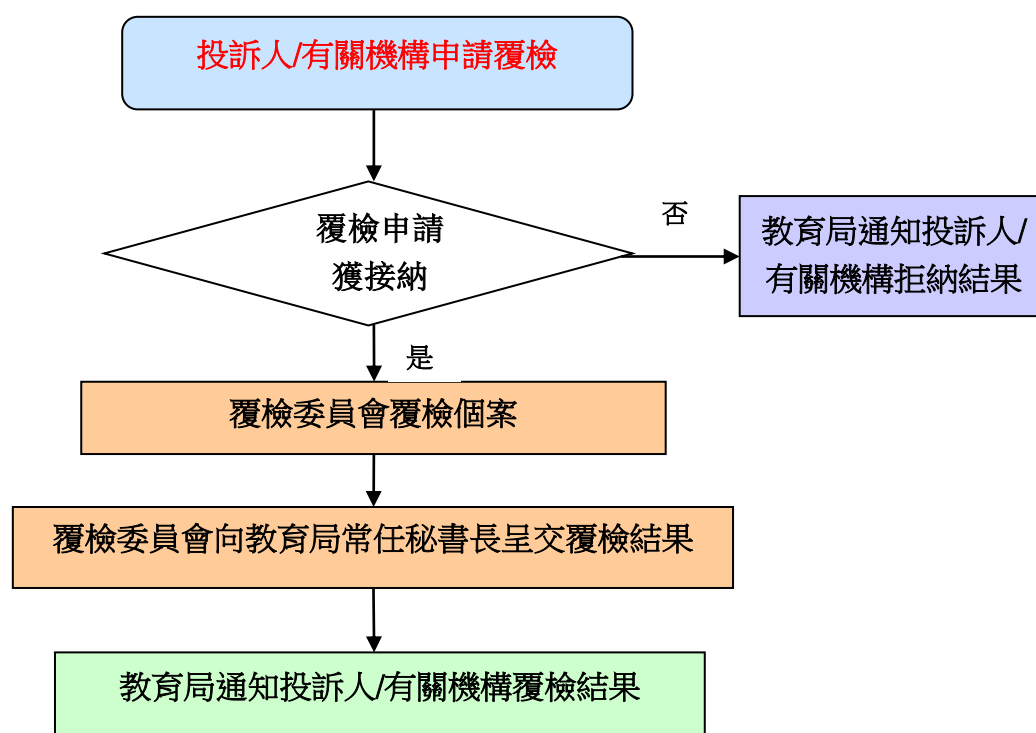 投訴人/有關機構申請覆檢
覆檢申請
獲接納
否
教育局通知投訴人/
有關機構拒納結果
是
覆檢委員會覆檢個案
覆檢委員會向教育局常任秘書長呈交覆檢結果
教育局通知投訴人/有關機構覆檢結果